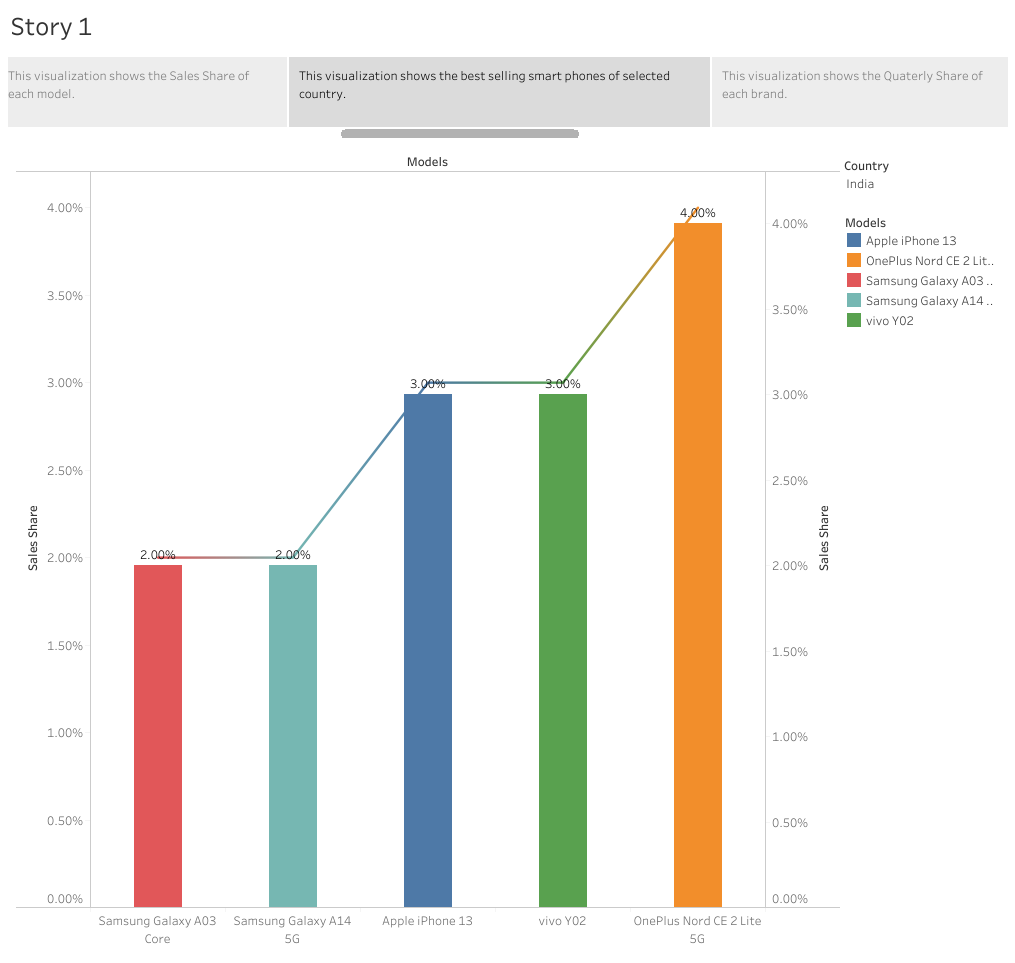 Story 1
This visualization shows the Sales Share of
each model.
This visualization shows the best selling smart phones of selected
country.
This visualization shows the Quaterly Share of
each brand.
Models
4.00%
3.50%
3.00%
2.50%
2.00%
1.50%
1.00%
0.50%
0.00%
Sales Share
2.00%
2.00%
3.00%
3.00%
4.00%
4.00%
3.50%
3.00%
2.50%
2.00%
1.50%
1.00%
0.50%
0.00%
Sales Share
Samsung Galaxy A03
Core
Samsung Galaxy A14
5G
Apple iPhone 13
vivo Y02
OnePlus Nord CE 2 Lite
5G
Country
India
Models
Apple iPhone 13
OnePlus Nord CE 2 Lit..
Samsung Galaxy A03 ..
Samsung Galaxy A14 ..
vivo Y02